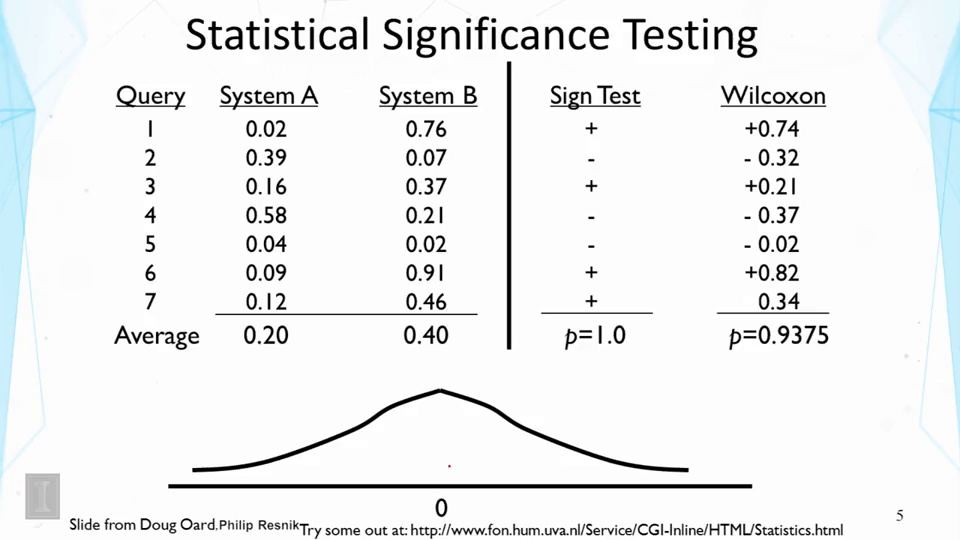 Statistical Significance Testing
Query System A System B Sign Test Wilcoxon
1 0.02 0.76 + +0.74
2 0.39 0.07 - - 0.32
3 0.16 0.37 + +0.21
4 0.58 0.21 - - 0.37
5 0.04 0.02 - - 0.02
6 0.09 0.91 + +0.82
7 0.12 0.46 + 0.34
Average 0.20 0.40 p=1.0 p=0.9375
0
I
Slide from Doug Oard,Philip Resnik Try some out at: http://www.fon.hum.uva.nl/Service/CGI-Inline/HTML/Statistics.html
5